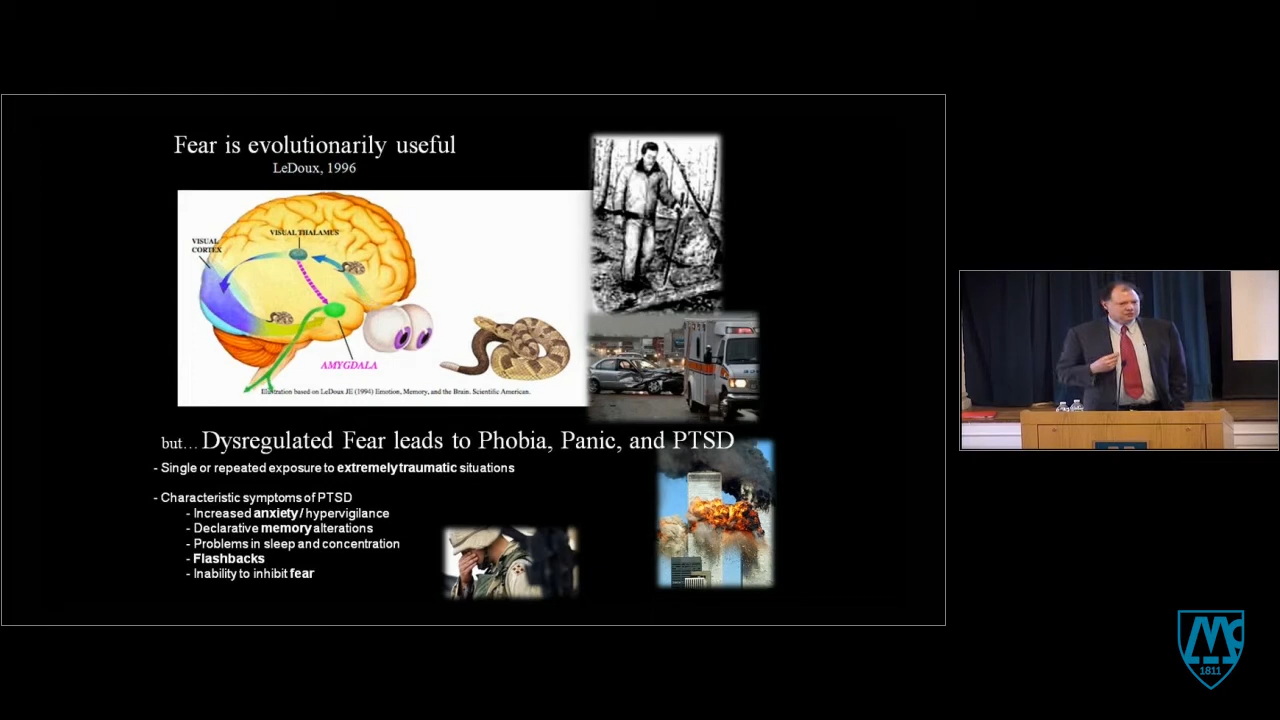 Fear is evolutionarily useful
LeDoux, 1996
VISUAL THALAMUS
VISUAL
CORTEX
AMYGDALA
Illustration based on LeDoux JE (1994) Emotion, Memory, and the Brain. Scientific American.
but... Dysregulated Fear leads to Phobia, Panic, and PTSD
- Single or repeated exposure to extremely traumatic situations
- Characteristic symptoms of PTSD
- Increased anxiety / hypervigilance
- Declarative memory alterations
- Problems in sleep and concentration
- Flashbacks
- Inability to inhibit fear
Mc
1811